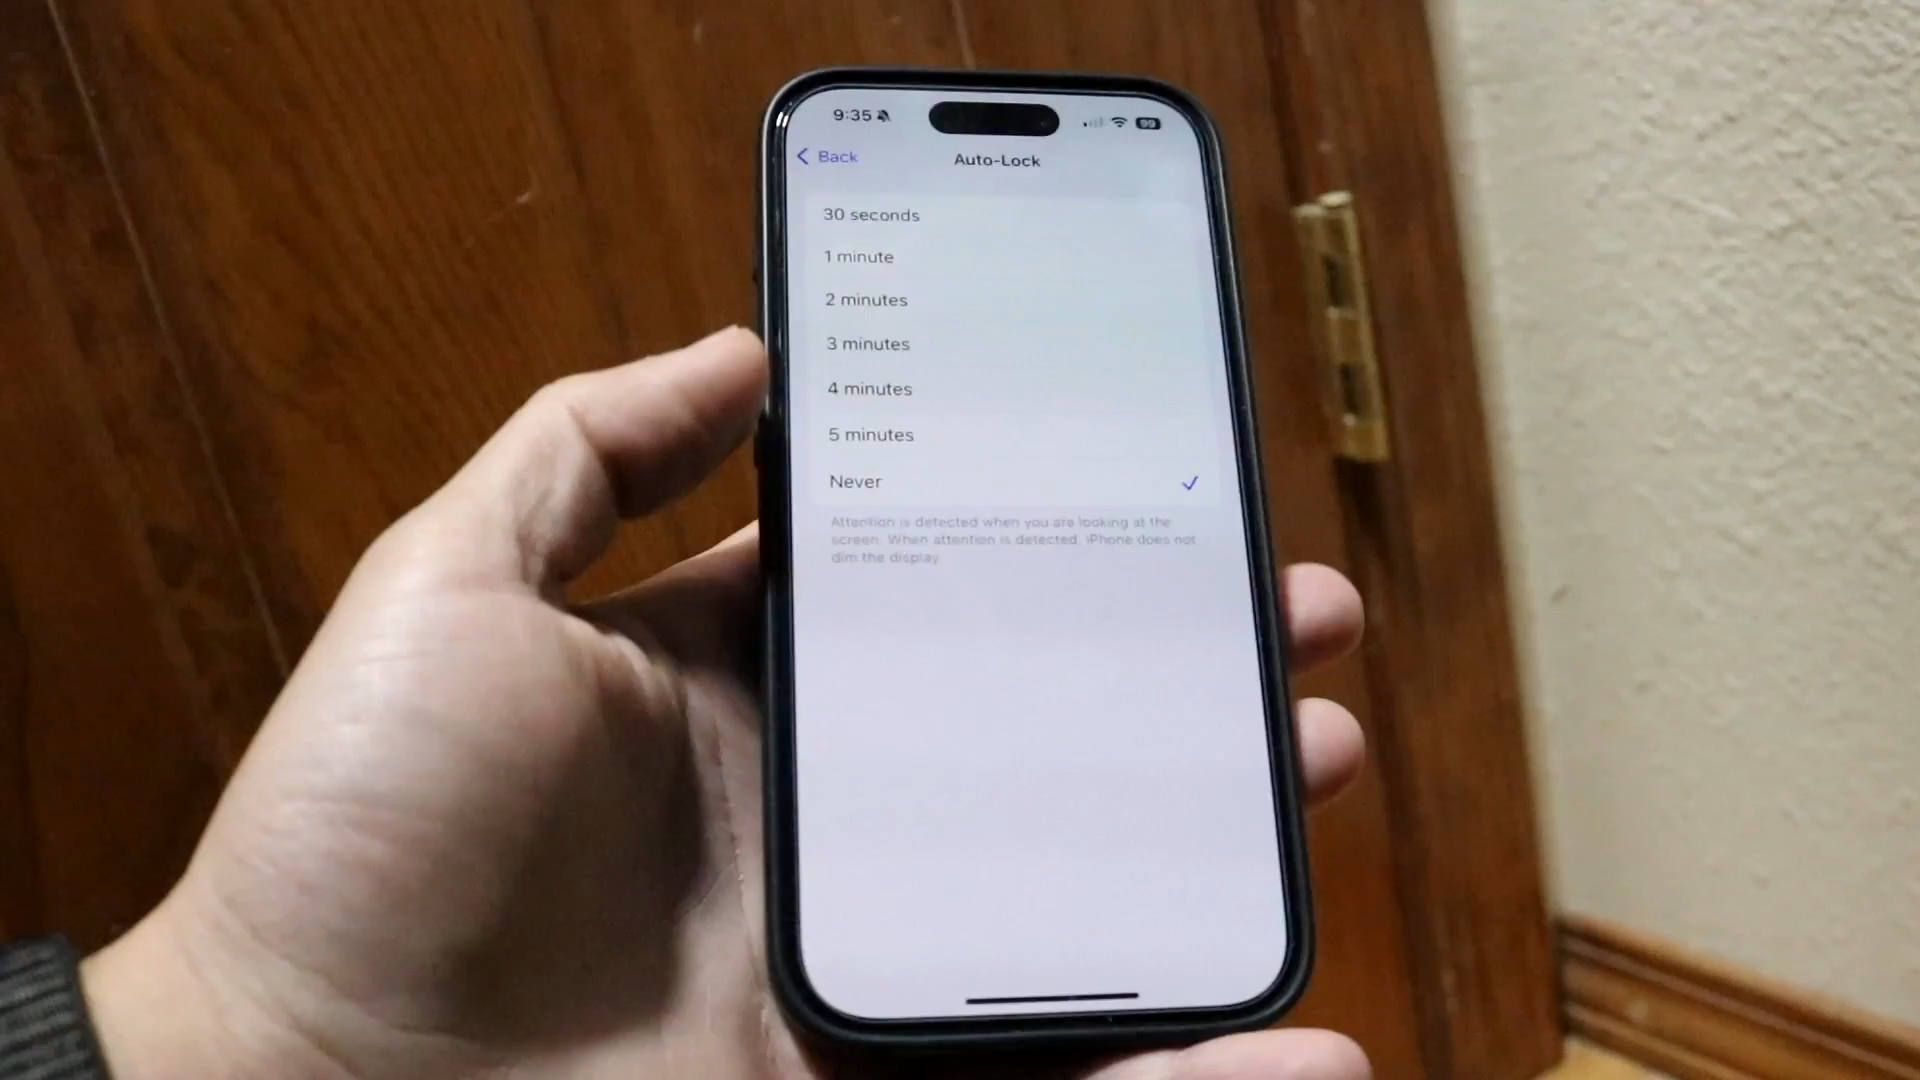 9:35
99
Back
Auto-Lock
30 seconds
1 minute
2 minutes
3 minutes
4 minutes
5 minutes
Never
Attention is detected when you are looking at the
screen. When attention is detected, iPhone does not
dim the display.